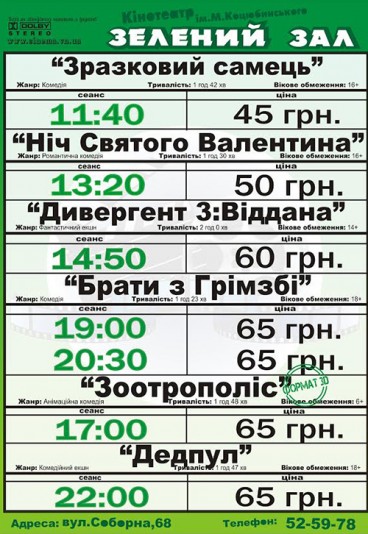 Кінотеатр ім.М.Коцюбинського
DOLBY
STEREO
www.cinema.vn.ua
ЗЕЛЕНИЙ ЗАЛ
“Зразковий самець”
Жанр: Комедія Тривалість: 1 год 42 хв Вікове обмеження: 16+
сеанс ціна
11:40 45 грн.
“Ніч Святого Валентина”
Жанр: Романтична комедія Тривалість: 1 год 30 хв Вікове обмеження: 16+
сеанс ціна
13:20 50 грн.
“Дивергент 3:Віддана”
Жанр: Фантастичний екшн Тривалість: 2 год 0 хв Вікове обмеження: 14+
сеанс ціна
14:50 60 грн.
“Брати з Грімзбі”
Жанр: Комедія Тривалість: 1 год 23 хв Вікове обмеження: 18+
сеанс ціна
19:00 65 грн.
20:30 65 грн.
“Зоотрополіс”
ФОРМАТ 3D
Жанр: Анімаційна комедія Тривалість: 1 год 48 хв Вікове обмеження: 6+
сеанс ціна
17:00 65 грн.
“Дедпул”
Жанр: Комедійний екшн Тривалість: 1 год 47 хв Вікове обмеження: 18+
сеанс ціна
22:00 65 грн.
Адреса: вул.Соборна,68 Телефон: 52-59-78